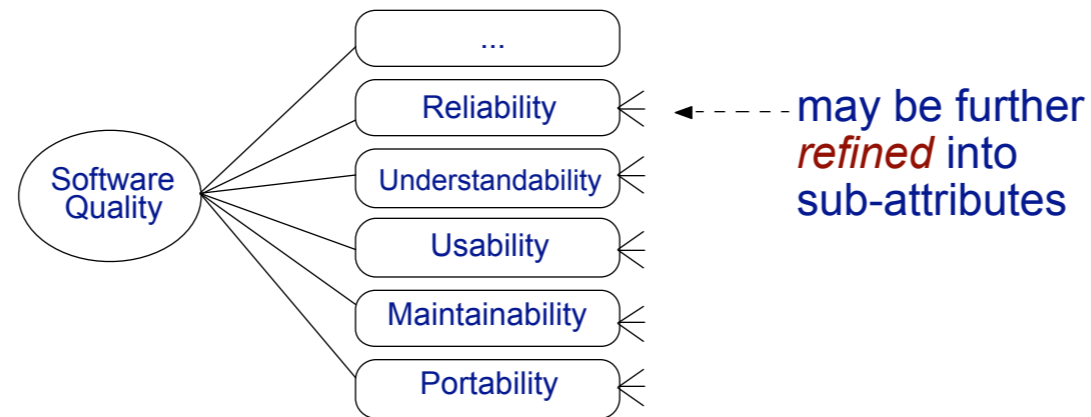 Software
Quality
...
Reliability
Understandability
Usability
Maintainability
Portability
may be further
refined into
sub-attributes